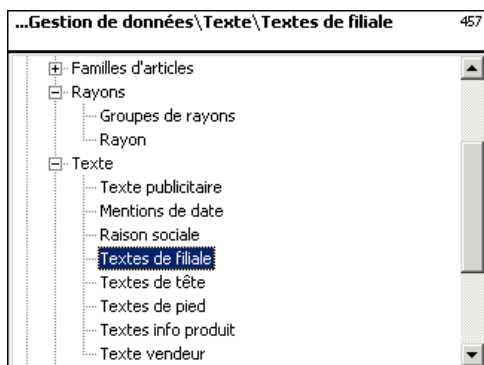 ...Gestion de données\Texte\Textes de filiale 457
Familles d'articles
Rayons
Groupes de rayons
Rayon
Texte
Texte publicitaire
Mentions de date
Raison sociale
Textes de filiale
Textes de tête
Textes de pied
Textes info produit
Texte vendeur